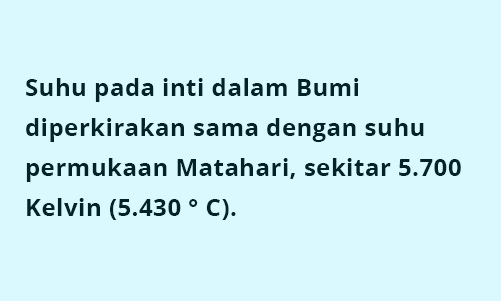 Suhu pada inti dalam Bumi
diperkirakan sama dengan suhu
permukaan Matahari, sekitar 5.700
Kelvin (5.430 ° C).